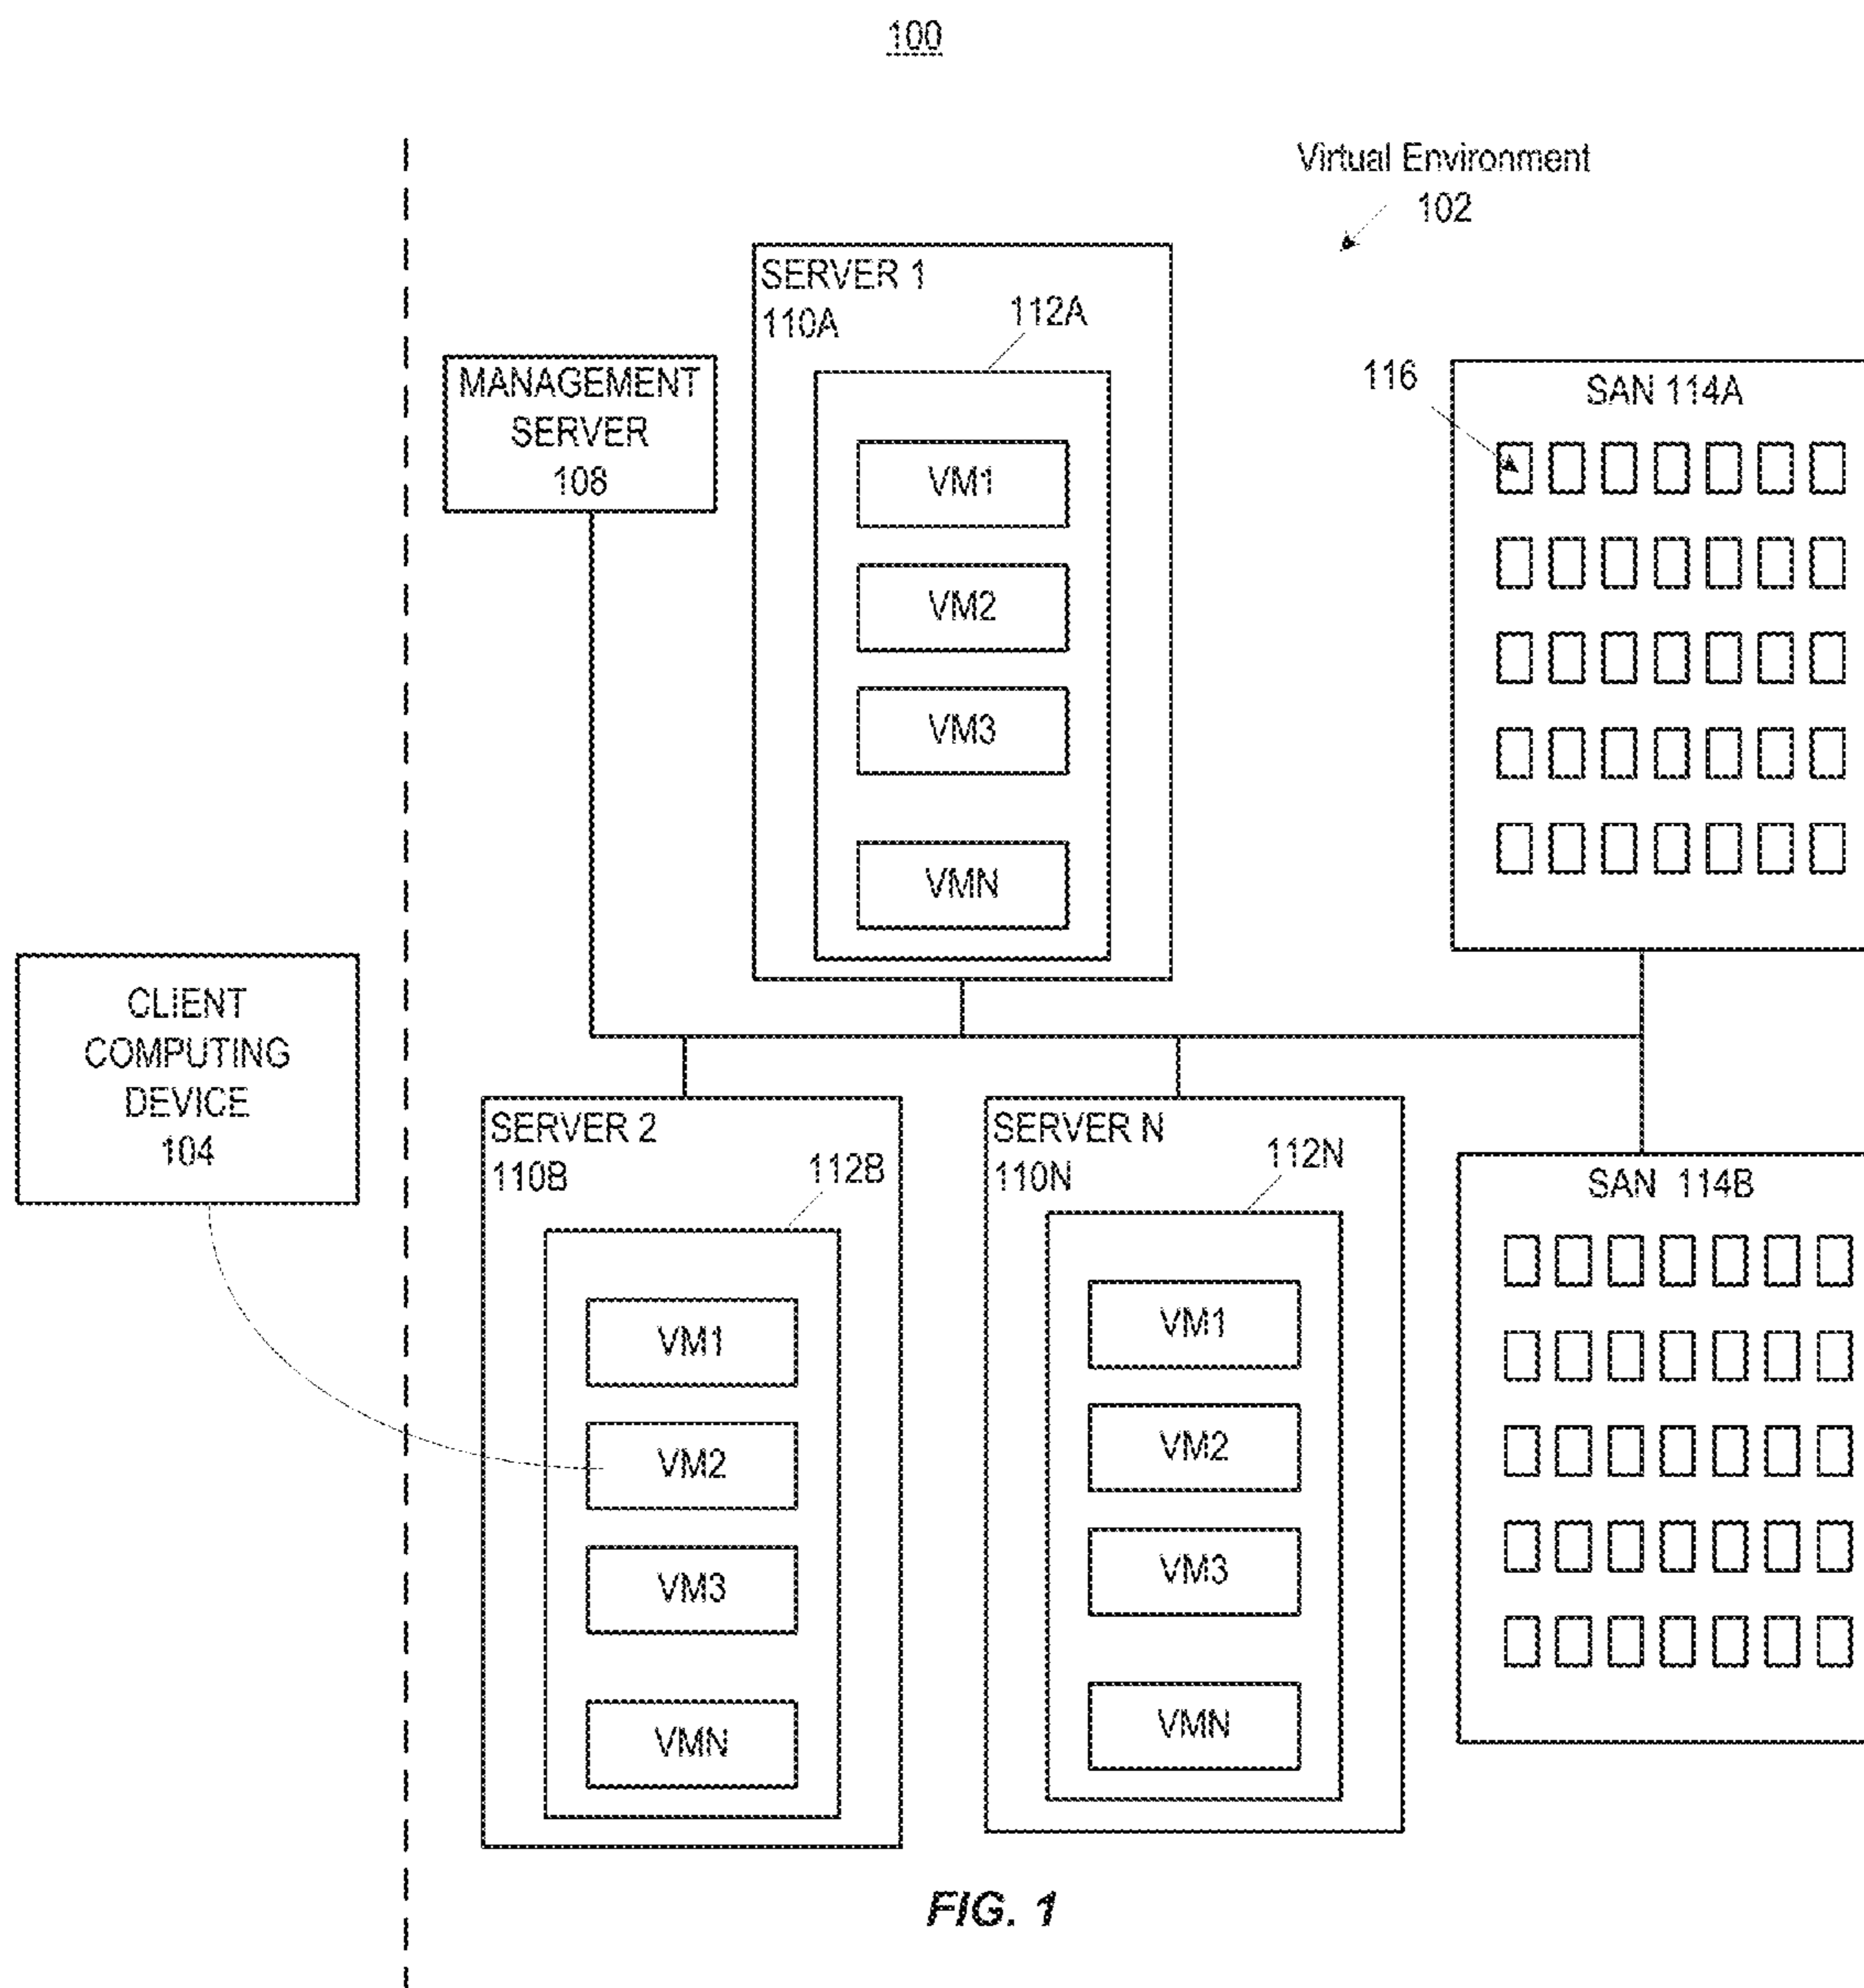 100
Virtual Environment
102
SERVER 1
110A
112A
MANAGEMENT
SERVER
108
VM1
VM2
VM3
VMN
116
SAN 114A
CLIENT
COMPUTING
DEVICE
104
SERVER 2
110B
112B
VM1
VM2
VM3
VMN
SERVER N
110N
112N
VM1
VM2
VM3
VMN
SAN 114B
FIG. 1